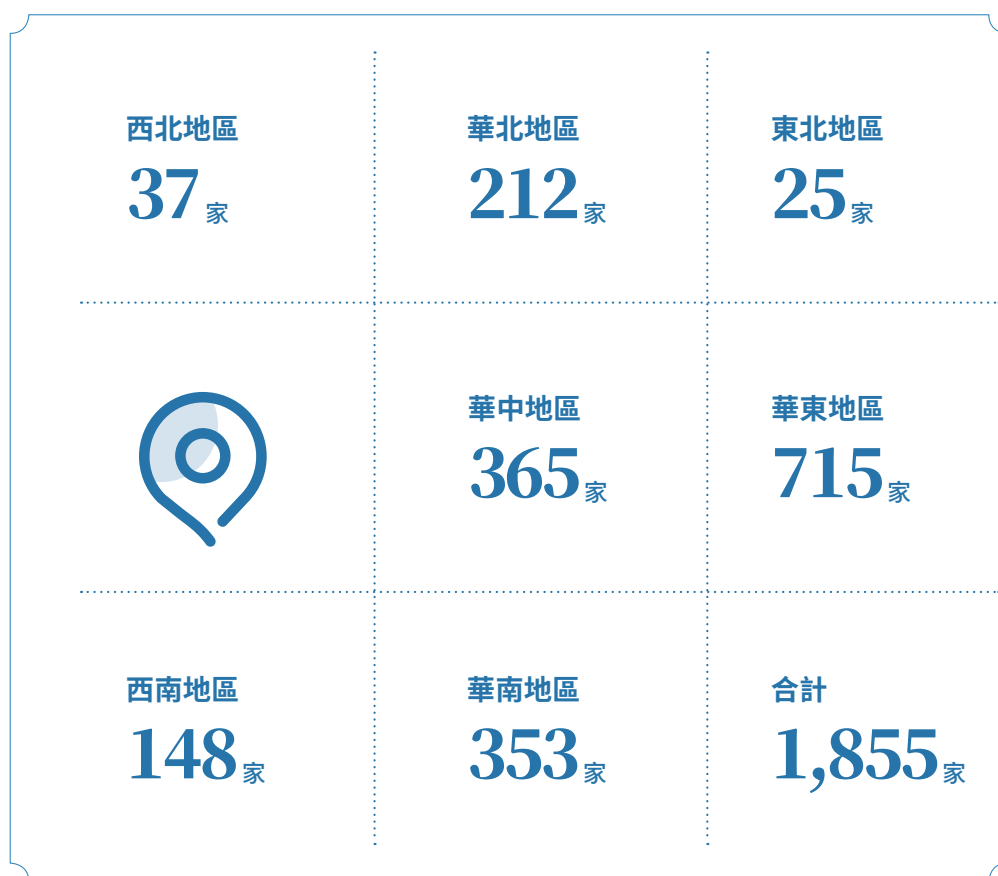 西北地區
37家
華北地區
212家
東北地區
25家
華中地區
365家
華東地區
715家
西南地區
148家
華南地區
353家
合計
1,855家